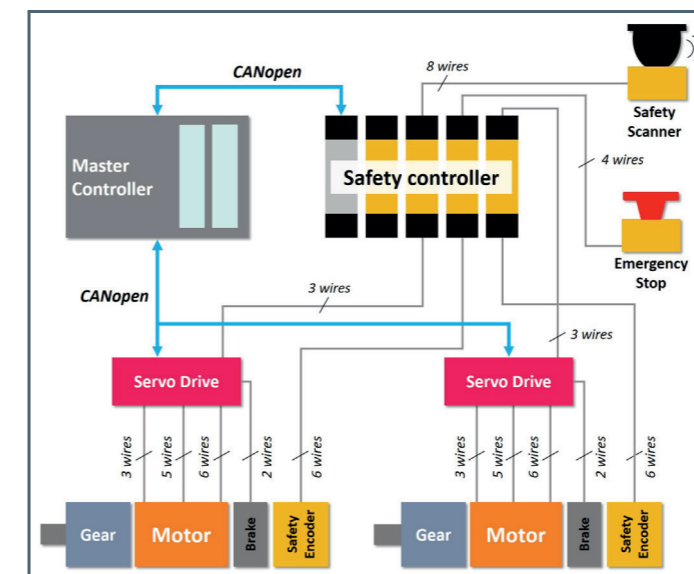 CANopen
8 wires
Safety
Scanner
Master
Controller
Safety controller
4 wires
Emergency
Stop
CANopen
3 wires
3 wires
Servo Drive
Servo Drive
3 wires
5 wires
6 wires
2 wires
6 wires
3 wires
5 wires
6 wires
2 wires
6 wires
Gear
Motor
Brake
Safety
Encoder
Gear
Motor
Brake
Safety
Encoder